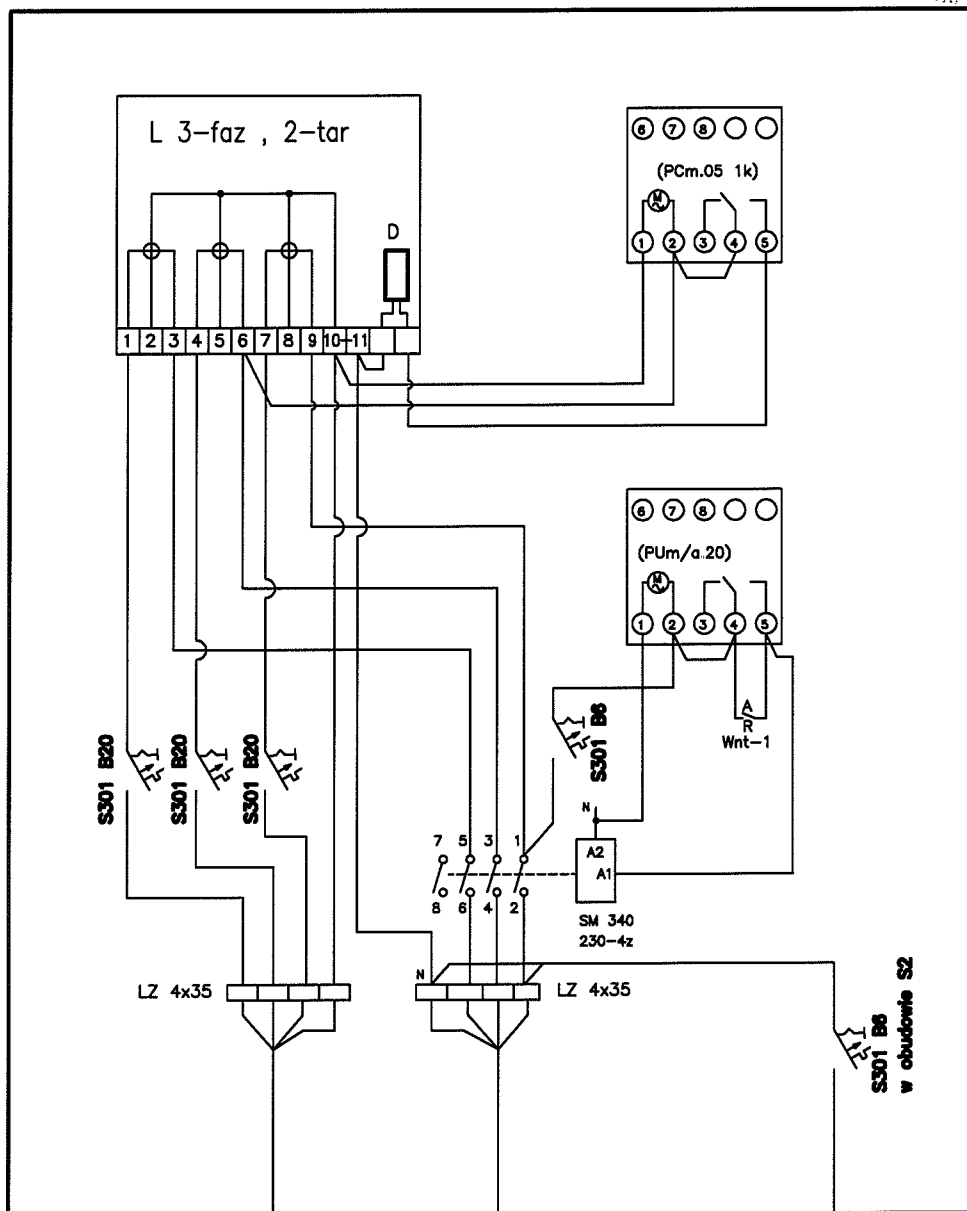 L 3-faz , 2-tar
D
1 2 3 4 5 6 7 8 9 10 11
6 7 8
(PCm.05 1k)
M
1 2 3 4 5
6 7 8
(PUm/a.20)
M
1 2 3 4 5
A
R
Wnt-1
S301 B20
S301 B20
S301 B20
S301 B6
N
7 5 3 1
A2
A1
8 6 4 2
SM 340
230-4z
N
LZ 4x35
LZ 4x35
S301 B6
w obudowie S2